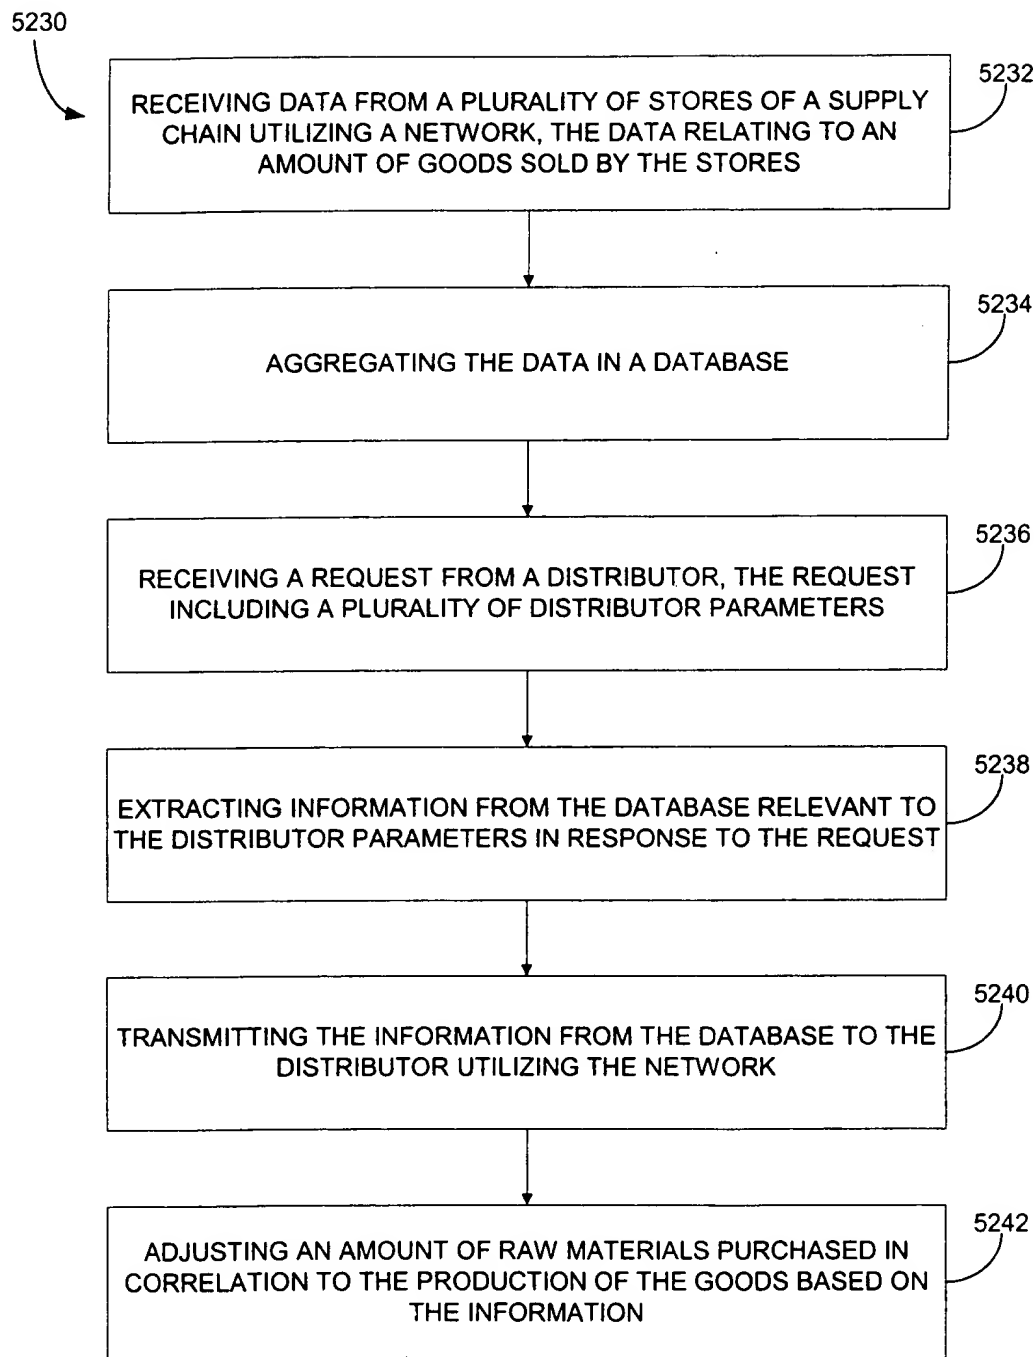 5230
5232
RECEIVING DATA FROM A PLURALITY OF STORES OF A SUPPLY
CHAIN UTILIZING A NETWORK, THE DATA RELATING TO AN
AMOUNT OF GOODS SOLD BY THE STORES
5234
AGGREGATING THE DATA IN A DATABASE
5236
RECEIVING A REQUEST FROM A DISTRIBUTOR, THE REQUEST
INCLUDING A PLURALITY OF DISTRIBUTOR PARAMETERS
5238
EXTRACTING INFORMATION FROM THE DATABASE RELEVANT TO
THE DISTRIBUTOR PARAMETERS IN RESPONSE TO THE REQUEST
5240
TRANSMITTING THE INFORMATION FROM THE DATABASE TO THE
DISTRIBUTOR UTILIZING THE NETWORK
5242
ADJUSTING AN AMOUNT OF RAW MATERIALS PURCHASED IN
CORRELATION TO THE PRODUCTION OF THE GOODS BASED ON
THE INFORMATION